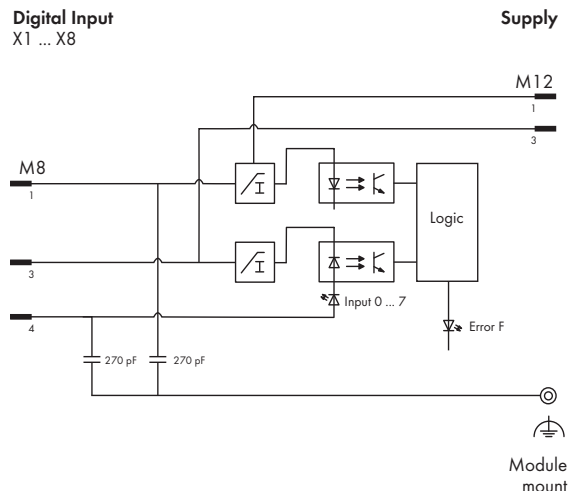 Digital Input
X1 ... X8
Supply
M12
1
3
M8
1
Logic
3
Input 0 ... 7
4
Error F
270 pF
270 pF
Module
mount